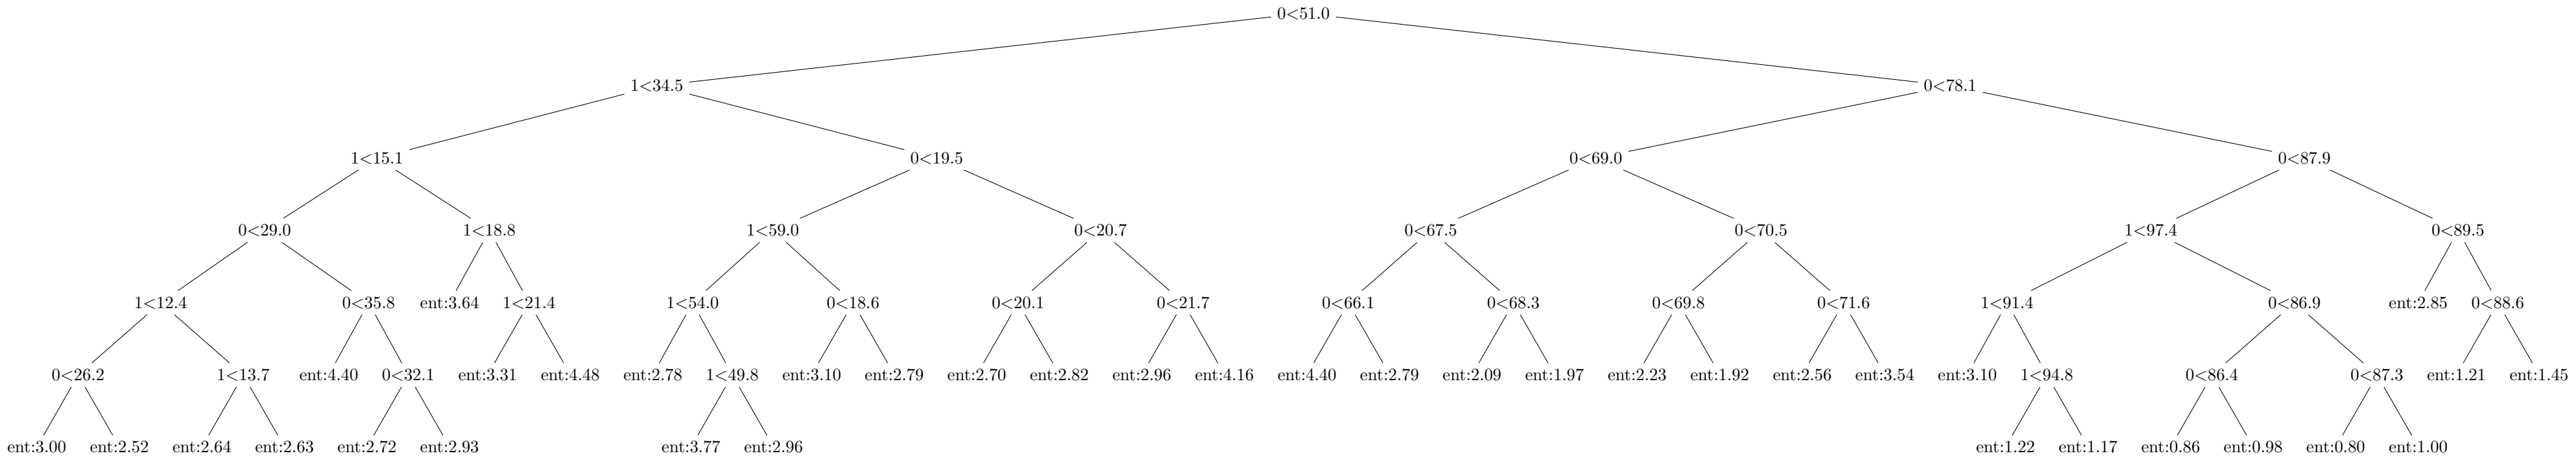 0<51.0
1<34.5 0<78.1
1<15.1 0<19.5 0<69.0 0<87.9
0<29.0 1<18.8 1<59.0 0<20.7 0<67.5 0<70.5 1<97.4 0<89.5
1<12.4 0<35.8 ent:3.64 1<21.4 1<54.0 0<18.6 0<20.1 0<21.7 0<66.1 0<68.3 0<69.8 0<71.6 1<91.4 0<86.9 ent:2.85 0<88.6
0<26.2 1<13.7 ent:4.40 0<32.1 ent:3.31 ent:4.48 ent:2.78 1<49.8 ent:3.10 ent:2.79 ent:2.70 ent:2.82 ent:2.96 ent:4.16 ent:4.40 ent:2.79 ent:2.09 ent:1.97 ent:2.23 ent:1.92 ent:2.56 ent:3.54 ent:3.10 1<94.8 0<86.4 0<87.3 ent:1.21 ent:1.45
ent:3.00 ent:2.52 ent:2.64 ent:2.63 ent:2.72 ent:2.93 ent:3.77 ent:2.96 ent:1.22 ent:1.17 ent:0.86 ent:0.98 ent:0.80 ent:1.00